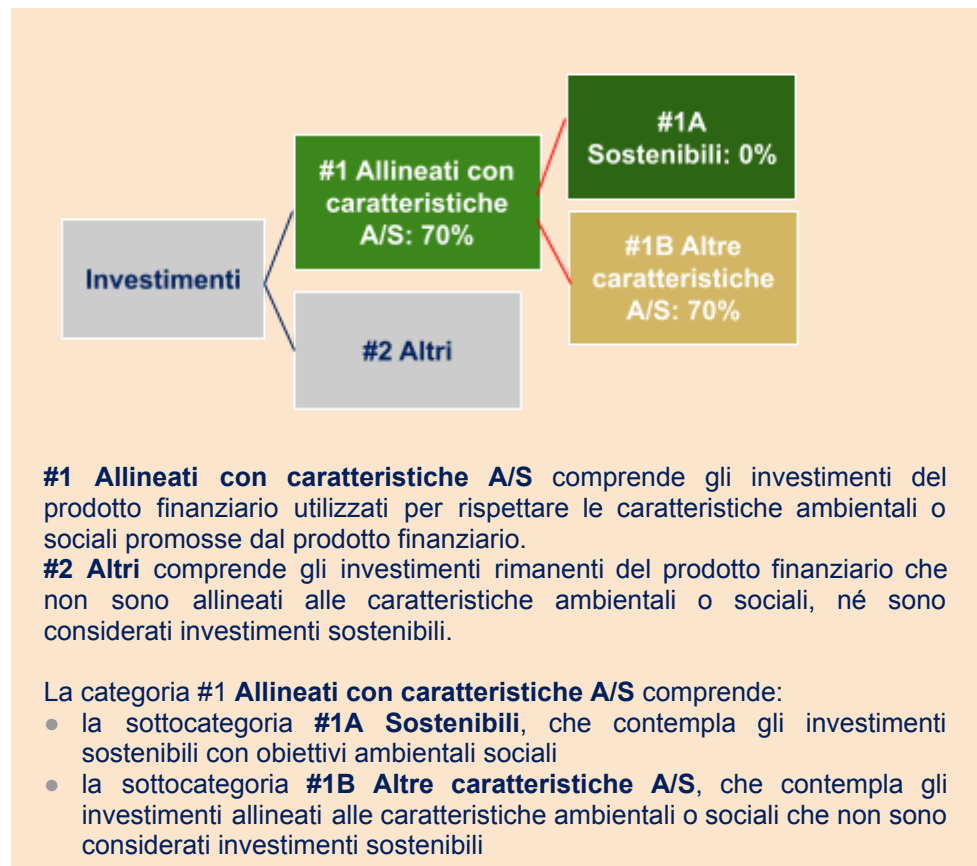 #1A
Sostenibili: 0%
#1 Allineati con
caratteristiche
A/S: 70%
#1B Altre
caratteristiche
A/S: 70%
Investimenti
#2 Altri
#1 Allineati con caratteristiche A/S comprende gli investimenti del
prodotto finanziario utilizzati per rispettare le caratteristiche ambientali o
sociali promosse dal prodotto finanziario.
#2 Altri comprende gli investimenti rimanenti del prodotto finanziario che
non sono allineati alle caratteristiche ambientali o sociali, né sono
considerati investimenti sostenibili.
La categoria #1 Allineati con caratteristiche A/S comprende:
● la sottocategoria #1A Sostenibili, che contempla gli investimenti
sostenibili con obiettivi ambientali sociali
● la sottocategoria #1B Altre caratteristiche A/S, che contempla gli
investimenti allineati alle caratteristiche ambientali o sociali che non sono
considerati investimenti sostenibili